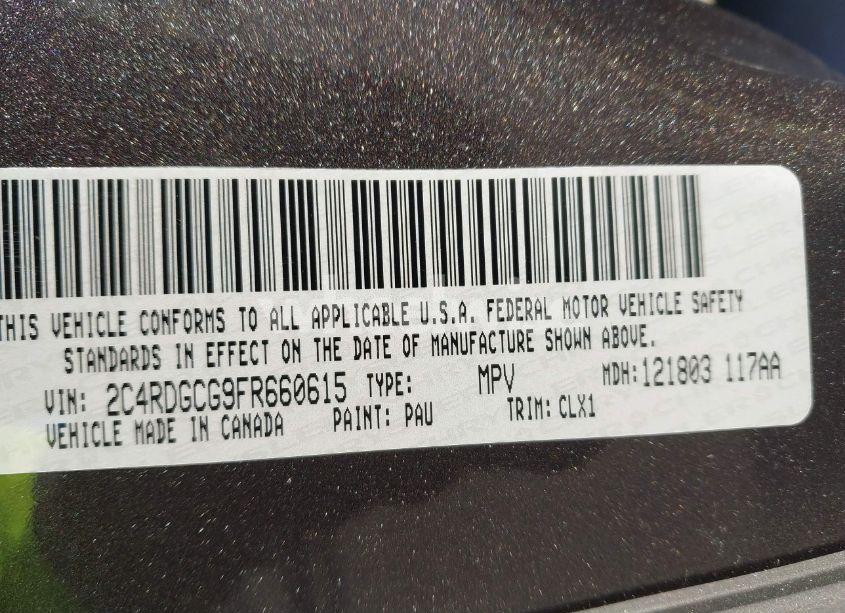 THIS VEHICLE CONFORMS TO ALL APPLICABLE U.S.A. FEDERAL MOTOR VEHICLE SAFETY
STANDARDS IN EFFECT ON THE DATE OF MANUFACTURE SHOWN ABOVE.
VIN: 2C4RDGCG9FR660615 TYPE: MPV MDH:121803 117AA
VEHICLE MADE IN CANADA PAINT: PAU TRIM: CLX1